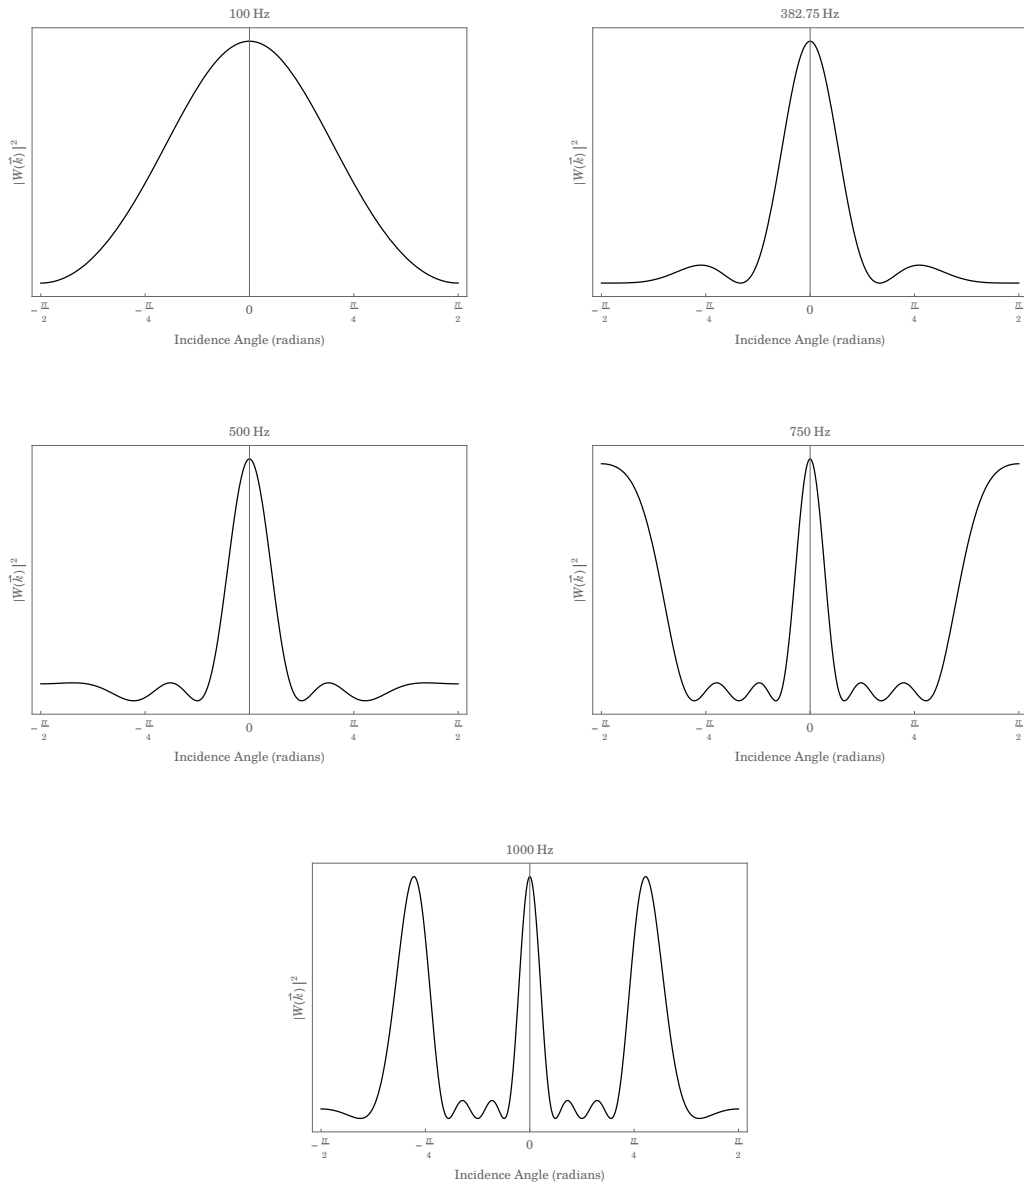 100 Hz
|W(k⃗)|²
-π/2 -π/4 0 π/4 π/2
Incidence Angle (radians)
382.75 Hz
|W(k⃗)|²
-π/2 -π/4 0 π/4 π/2
Incidence Angle (radians)
500 Hz
|W(k⃗)|²
-π/2 -π/4 0 π/4 π/2
Incidence Angle (radians)
750 Hz
|W(k⃗)|²
-π/2 -π/4 0 π/4 π/2
Incidence Angle (radians)
1000 Hz
|W(k⃗)|²
-π/2 -π/4 0 π/4 π/2
Incidence Angle (radians)